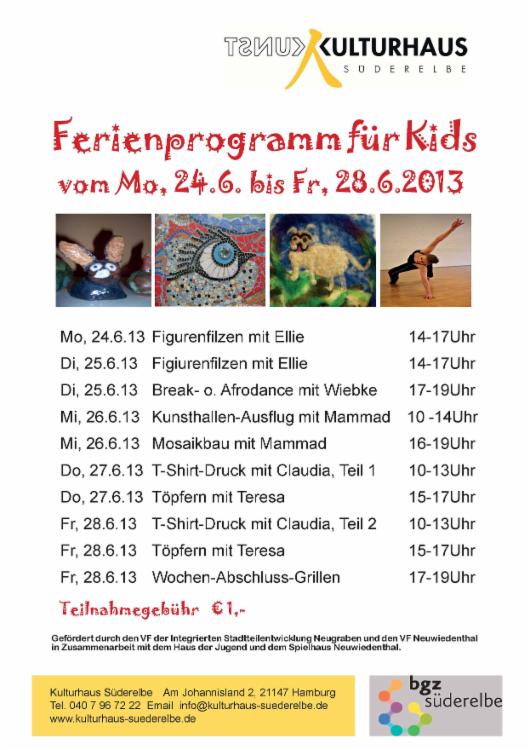 KUNST KULTURHAUS
SÜDERELBE
Ferienprogramm für Kids
vom Mo, 24.6. bis Fr, 28.6.2013
Mo, 24.6.13 Figurenfilzen mit Ellie 14-17Uhr
Di, 25.6.13 Figiurenfilzen mit Ellie 14-17Uhr
Di, 25.6.13 Break- o. Afrodance mit Wiebke 17-19Uhr
Mi, 26.6.13 Kunsthallen-Ausflug mit Mammad 10 -14Uhr
Mi, 26.6.13 Mosaikbau mit Mammad 16-19Uhr
Do, 27.6.13 T-Shirt-Druck mit Claudia, Teil 1 10-13Uhr
Do, 27.6.13 Töpfern mit Teresa 15-17Uhr
Fr, 28.6.13 T-Shirt-Druck mit Claudia, Teil 2 10-13Uhr
Fr, 28.6.13 Töpfern mit Teresa 15-17Uhr
Fr, 28.6.13 Wochen-Abschluss-Grillen 17-19Uhr
Teilnahmegebühr € 1,-
Gefördert durch den VF der Integrierten Stadtteilentwicklung Neugraben und den VF Neuwiedenthal
in Zusammenarbeit mit dem Haus der Jugend und dem Spielhaus Neuwiedenthal.
Kulturhaus Süderelbe Am Johannisland 2, 21147 Hamburg
Tel. 040 7 96 72 22 Email info@kulturhaus-suederelbe.de
www.kulturhaus-suederelbe.de
bgz
süderelbe